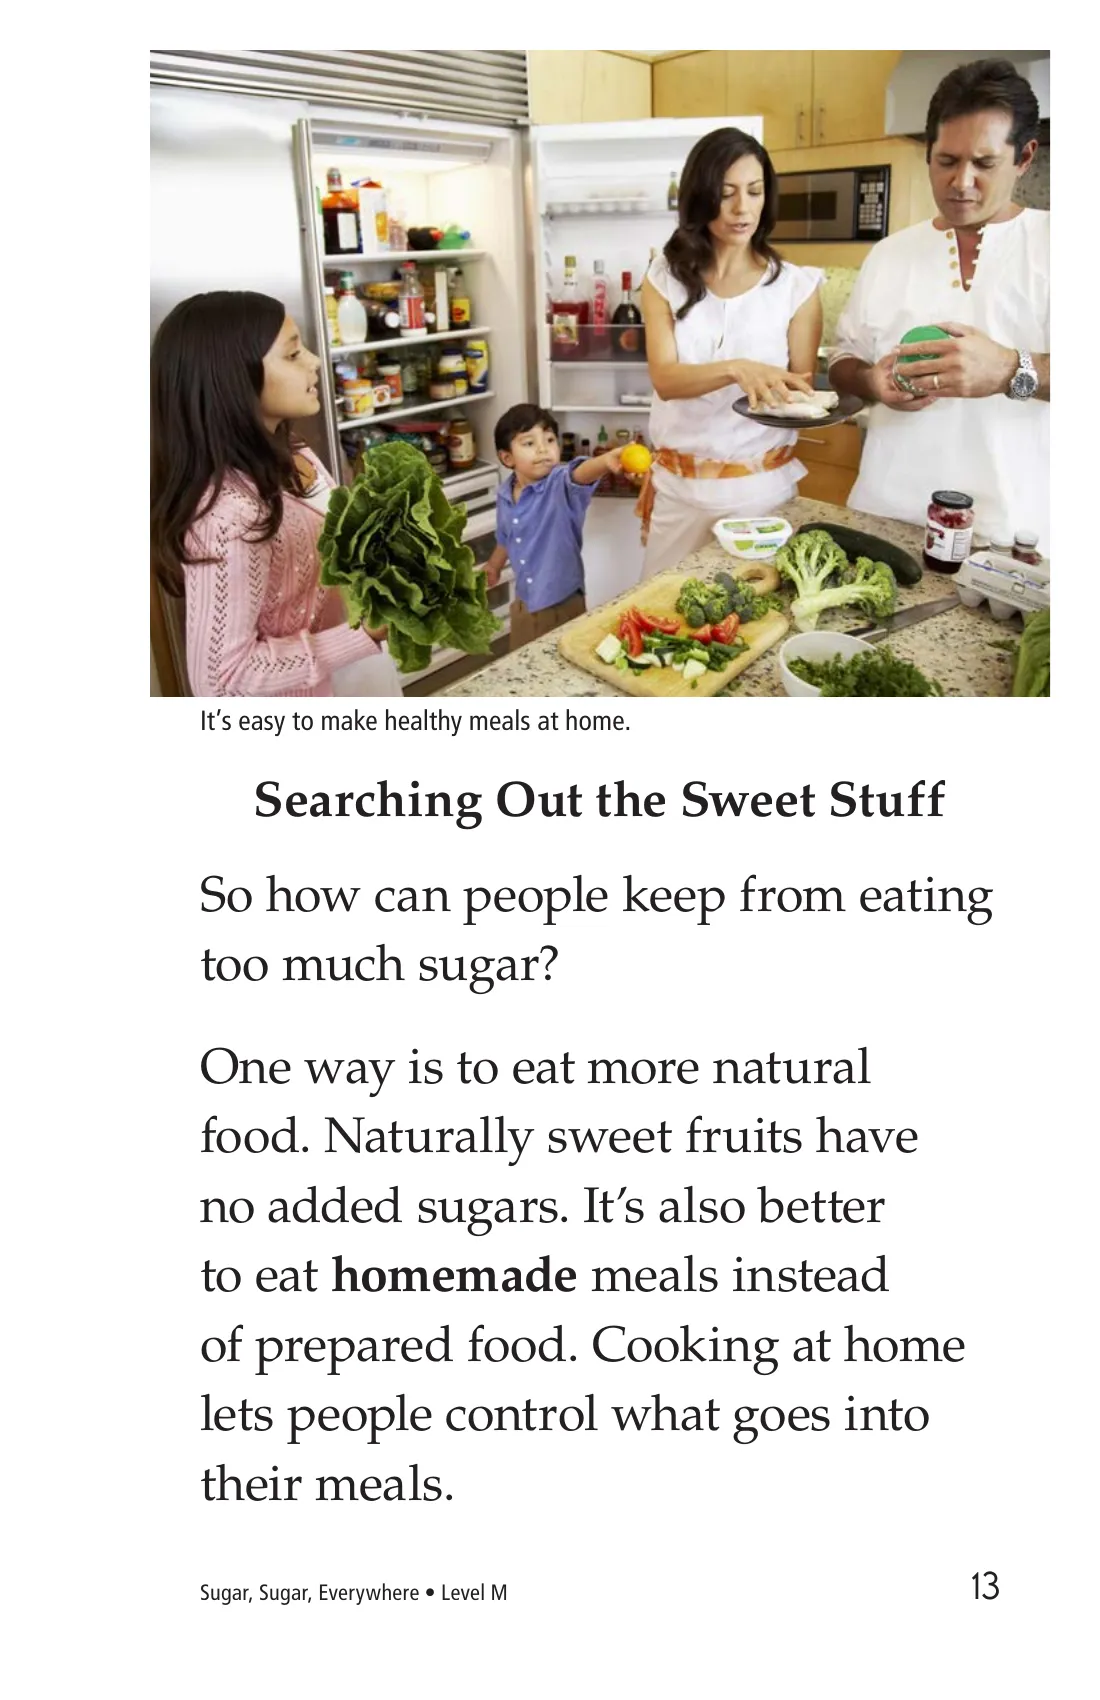 It's easy to make healthy meals at home.
Searching Out the Sweet Stuff
So how can people keep from eating
too much sugar?
One way is to eat more natural
food. Naturally sweet fruits have
no added sugars. It's also better
to eat homemade meals instead
of prepared food. Cooking at home
lets people control what goes into
their meals.
Sugar, Sugar, Everywhere • Level M
13